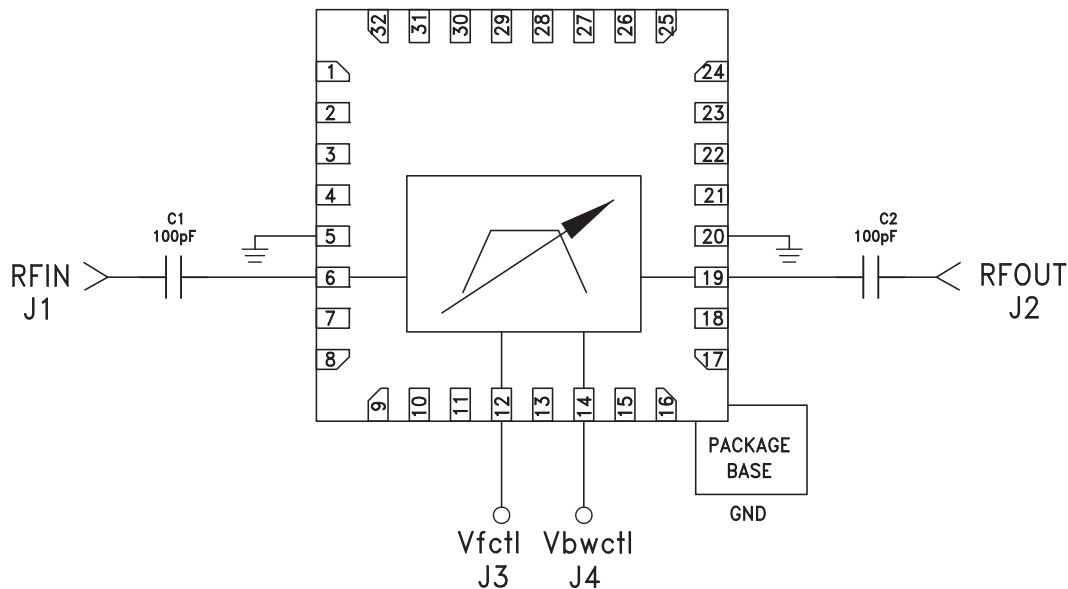 32 31 30 29 28 27 26 25
1
2
3
4
5
6
7
8
24
23
22
21
20
19
18
17
9 10 11 12 13 14 15 16
C1
100pF
RFIN
J1
C2
100pF
RFOUT
J2
PACKAGE
BASE
GND
Vfctl
J3
Vbwctl
J4